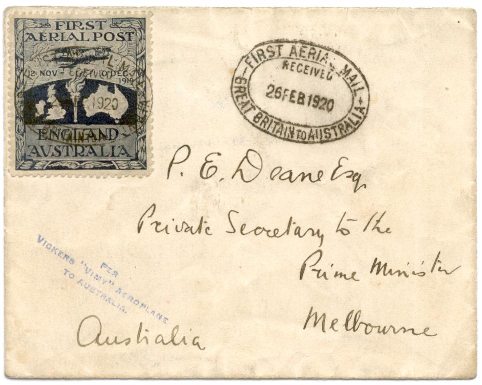 FIRST
AERIAL POST
12 NOV - 10 DEC
1919
1920
ENGLAND
AUSTRALIA
FIRST AERIAL MAIL
RECEIVED
26 FEB 1920
GREAT BRITAIN TO AUSTRALIA
P. E. Deane Esq
Private Secretary to the
Prime Minister
Melbourne
PER
VICKERS "VIMY" AEROPLANE
TO AUSTRALIA.
Australia